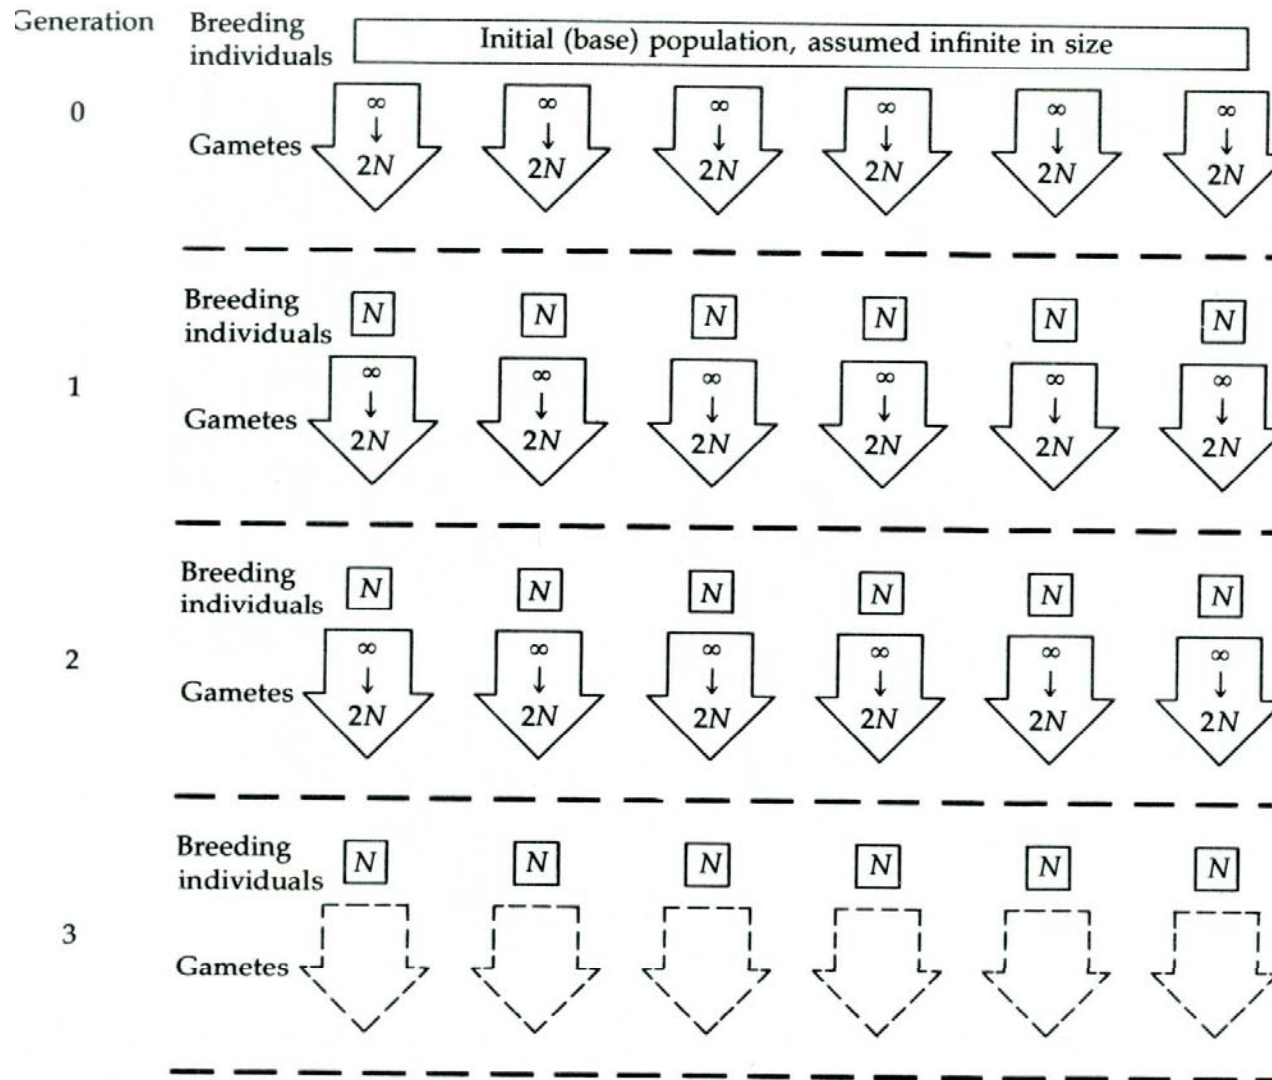 Generation
Breeding
individuals
Initial (base) population, assumed infinite in size
0
Gametes
∞ ∞ ∞ ∞ ∞ ∞
↓ ↓ ↓ ↓ ↓ ↓
2N 2N 2N 2N 2N 2N
Breeding
individuals
N N N N N N
1
Gametes
∞ ∞ ∞ ∞ ∞ ∞
↓ ↓ ↓ ↓ ↓ ↓
2N 2N 2N 2N 2N 2N
Breeding
individuals
N N N N N N
2
Gametes
∞ ∞ ∞ ∞ ∞ ∞
↓ ↓ ↓ ↓ ↓ ↓
2N 2N 2N 2N 2N 2N
Breeding
individuals
N N N N N N
3
Gametes